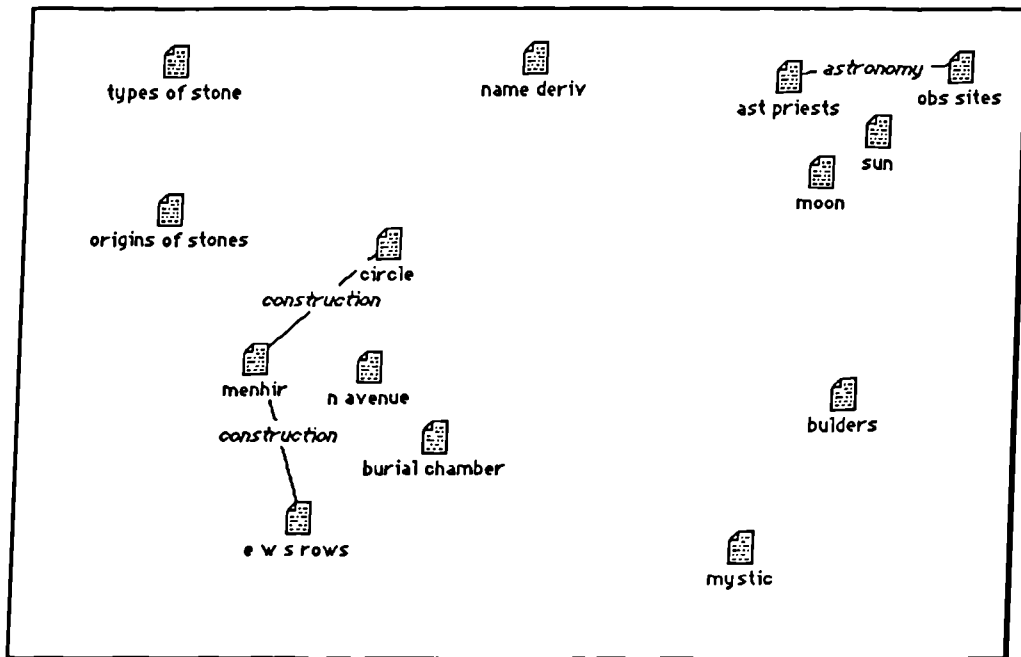 types of stone
name deriv
astronomy
ast priests
obs sites
sun
moon
origins of stones
circle
construction
menhir
n avenue
bulders
construction
burial chamber
e w s rows
mystic